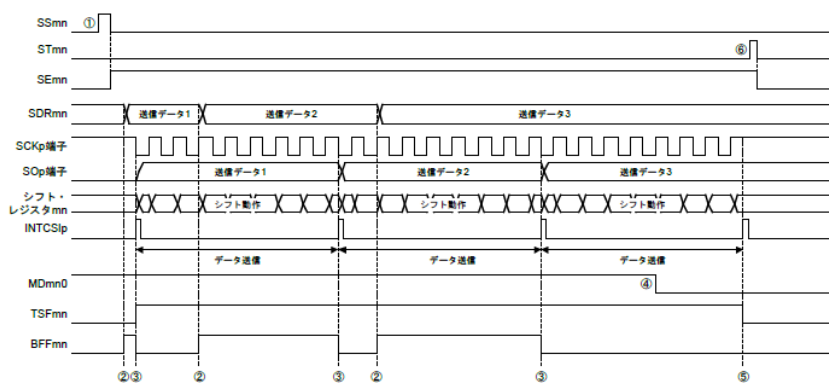 SSmn ①
STmn ⑥
SEmn
SDRmn 送信データ1 送信データ2 送信データ3
SCKp端子
SOp端子 送信データ1 送信データ2 送信データ3
シフト・
レジスタmn シフト動作 シフト動作 シフト動作
INTCSIp
データ送信 データ送信 データ送信
MDmn0 ④
TSFmn
BFFmn
②③ ② ③ ② ③ ⑤